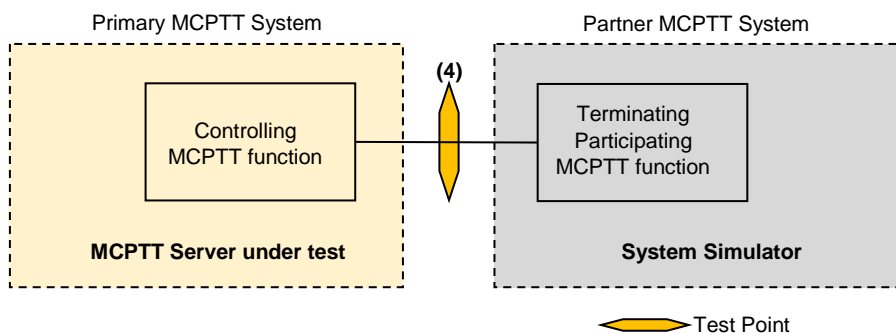 Primary MCPTT System
Partner MCPTT System
(4)
Controlling
MCPTT function
Terminating
Participating
MCPTT function
MCPTT Server under test
System Simulator
Test Point